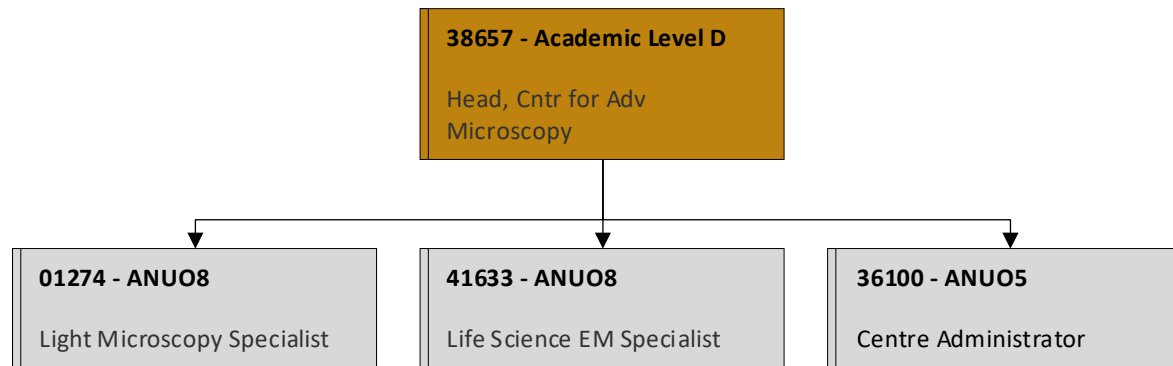 38657 - Academic Level D
Head, Cntr for Adv
Microscopy
01274 - ANUO8
Light Microscopy Specialist
41633 - ANUO8
Life Science EM Specialist
36100 - ANUO5
Centre Administrator